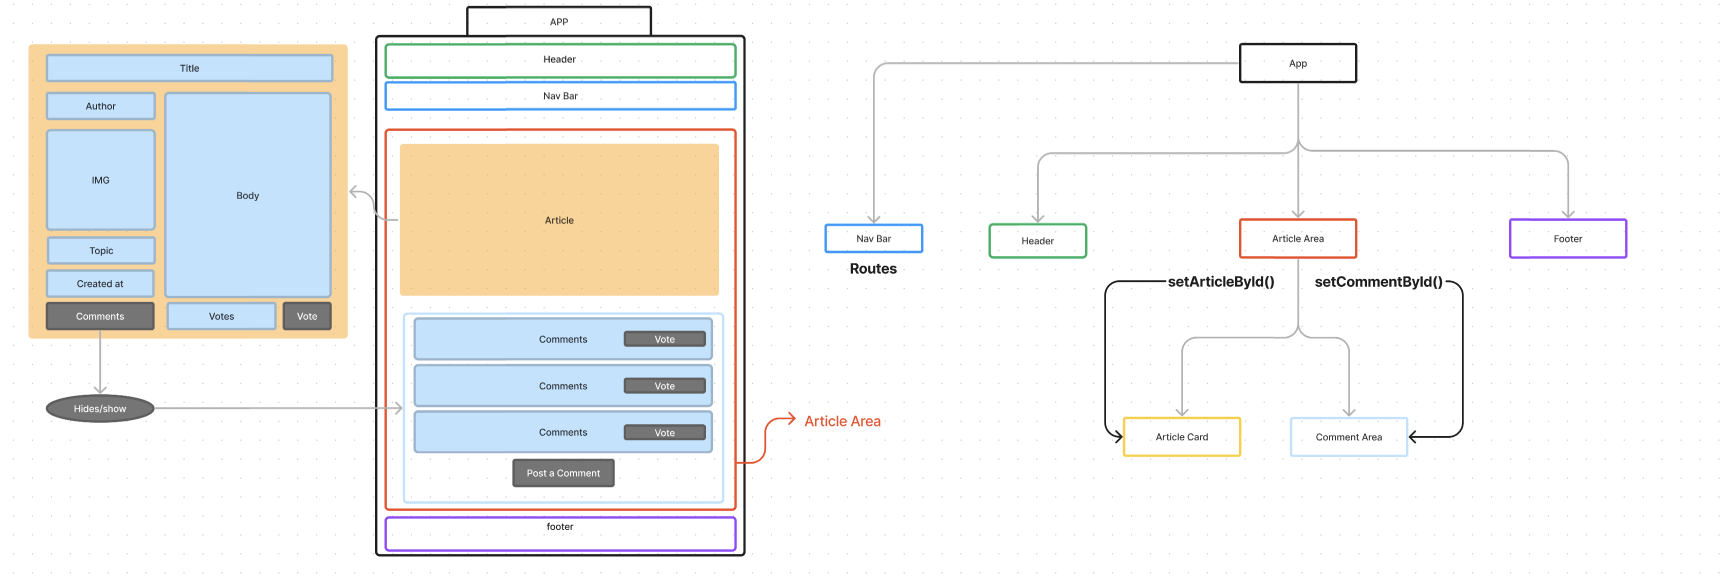 Title
Author
IMG
Body
Topic
Created at
Comments
Votes
Vote
Hides/show
APP
Header
Nav Bar
Article
Comments
Vote
Comments
Vote
Comments
Vote
Post a Comment
footer
Article Area
App
Nav Bar
Routes
Header
Article Area
Footer
setArticleById()
setCommentById()
Article Card
Comment Area